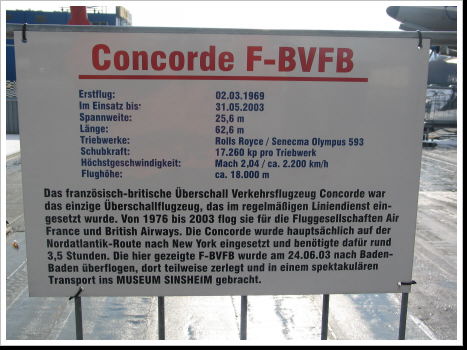 Concorde F-BVFB
Erstflug: 02.03.1969
Im Einsatz bis: 31.05.2003
Spannweite: 25,6 m
Länge: 62,6 m
Triebwerke: Rolls Royce / Senecma Olympus 593
Schubkraft: 17.260 kp pro Triebwerk
Höchstgeschwindigkeit: Mach 2,04 / ca. 2.200 km/h
Flughöhe: ca. 18.000 m
Das französisch-britische Überschall Verkehrsflugzeug Concorde war
das einzige Überschallflugzeug, das im regelmäßigen Liniendienst ein-
gesetzt wurde. Von 1976 bis 2003 flog sie für die Fluggesellschaften Air
France und British Airways. Die Concorde wurde hauptsächlich auf der
Nordatlantik-Route nach New York eingesetzt und benötigte dafür rund
3,5 Stunden. Die hier gezeigte F-BVFB wurde am 24.06.03 nach Baden-
Baden überflogen, dort teilweise zerlegt und in einem spektakulären
Transport ins MUSEUM SINSHEIM gebracht.